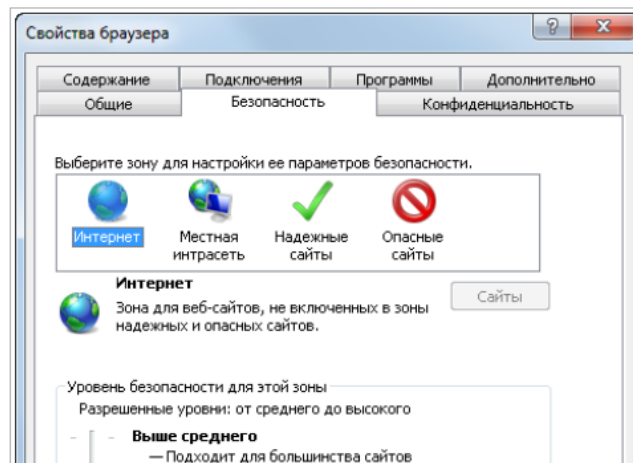 Свойства браузера
Содержание Подключения Программы Дополнительно
Общие Безопасность Конфиденциальность
Выберите зону для настройки ее параметров безопасности.
Интернет Местная интрасеть Надежные сайты Опасные сайты
Интернет
Сайты
Зона для веб-сайтов, не включенных в зоны
надежных и опасных сайтов.
Уровень безопасности для этой зоны
Разрешенные уровни: от среднего до высокого
Выше среднего
— Подходит для большинства сайтов